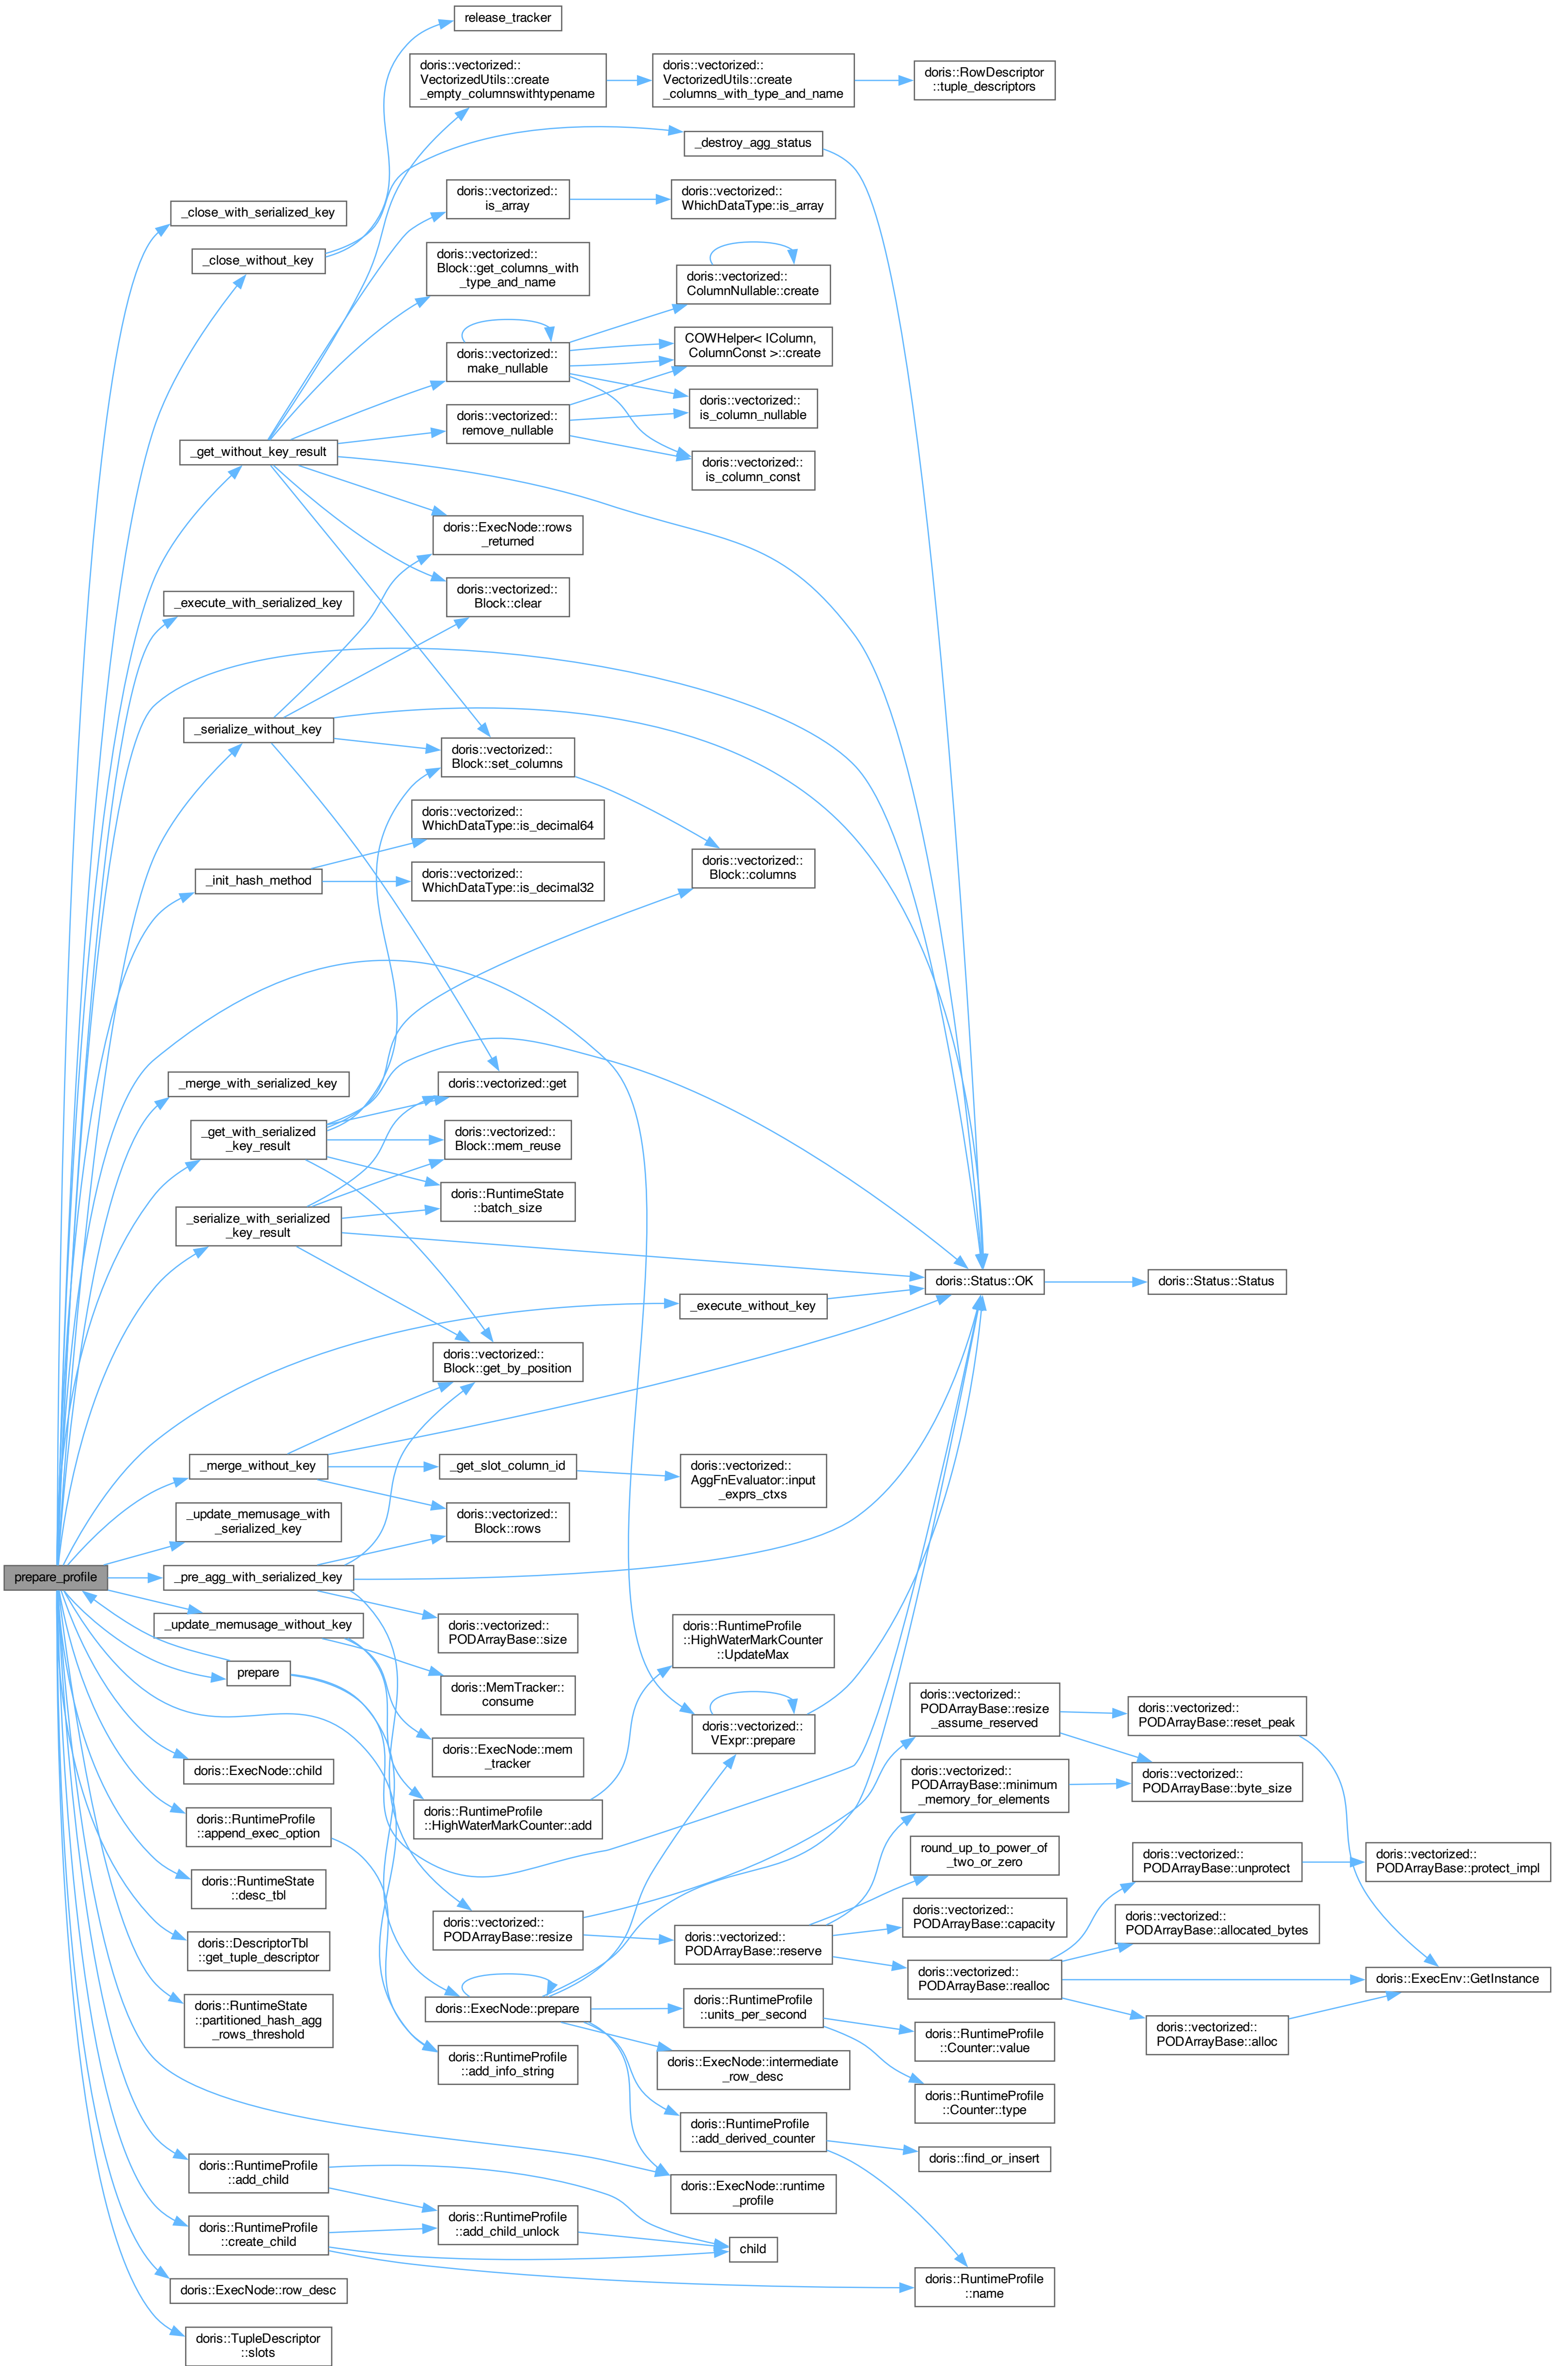 release_tracker
doris::vectorized::
VectorizedUtils::create
_empty_columnswithtypename
doris::vectorized::
VectorizedUtils::create
_columns_with_type_and_name
doris::RowDescriptor
::tuple_descriptors
_destroy_agg_status
_close_with_serialized_key
doris::vectorized::
is_array
doris::vectorized::
WhichDataType::is_array
_close_without_key
doris::vectorized::
Block::get_columns_with
_type_and_name
doris::vectorized::
ColumnNullable::create
doris::vectorized::
make_nullable
COWHelper< IColumn,
ColumnConst >::create
doris::vectorized::
remove_nullable
doris::vectorized::
is_column_nullable
_get_without_key_result
doris::vectorized::
is_column_const
doris::ExecNode::rows
_returned
_execute_with_serialized_key
doris::vectorized::
Block::clear
_serialize_without_key
doris::vectorized::
Block::set_columns
doris::vectorized::
WhichDataType::is_decimal64
_init_hash_method
doris::vectorized::
WhichDataType::is_decimal32
doris::vectorized::
Block::columns
_merge_with_serialized_key
doris::vectorized::get
_get_with_serialized
_key_result
doris::vectorized::
Block::mem_reuse
doris::RuntimeState
::batch_size
_serialize_with_serialized
_key_result
doris::Status::OK
doris::Status::Status
_execute_without_key
doris::vectorized::
Block::get_by_position
_merge_without_key
_get_slot_column_id
doris::vectorized::
AggFnEvaluator::input
_exprs_ctxs
_update_memusage_with
_serialized_key
doris::vectorized::
Block::rows
prepare_profile
_pre_agg_with_serialized_key
_update_memusage_without_key
doris::vectorized::
PODArrayBase::size
doris::RuntimeProfile
::HighWaterMarkCounter
::UpdateMax
prepare
doris::MemTracker::
consume
doris::ExecNode::mem
_tracker
doris::vectorized::
VExpr::prepare
doris::vectorized::
PODArrayBase::resize
_assume_reserved
doris::vectorized::
PODArrayBase::reset_peak
doris::ExecNode::child
doris::vectorized::
PODArrayBase::minimum
_memory_for_elements
doris::vectorized::
PODArrayBase::byte_size
doris::RuntimeProfile
::append_exec_option
doris::RuntimeProfile
::HighWaterMarkCounter::add
round_up_to_power_of
_two_or_zero
doris::vectorized::
PODArrayBase::unprotect
doris::vectorized::
PODArrayBase::protect_impl
doris::RuntimeState
::desc_tbl
doris::vectorized::
PODArrayBase::capacity
doris::vectorized::
PODArrayBase::allocated_bytes
doris::DescriptorTbl
::get_tuple_descriptor
doris::vectorized::
PODArrayBase::resize
doris::vectorized::
PODArrayBase::reserve
doris::vectorized::
PODArrayBase::realloc
doris::ExecEnv::GetInstance
doris::RuntimeState
::partitioned_hash_agg
_rows_threshold
doris::ExecNode::prepare
doris::RuntimeProfile
::units_per_second
doris::vectorized::
PODArrayBase::alloc
doris::RuntimeProfile
::Counter::value
doris::RuntimeProfile
::add_info_string
doris::ExecNode::intermediate
_row_desc
doris::RuntimeProfile
::Counter::type
doris::RuntimeProfile
::add_derived_counter
doris::find_or_insert
doris::RuntimeProfile
::add_child
doris::ExecNode::runtime
_profile
doris::RuntimeProfile
::create_child
doris::RuntimeProfile
::add_child_unlock
child
doris::ExecNode::row_desc
doris::RuntimeProfile
::name
doris::TupleDescriptor
::slots